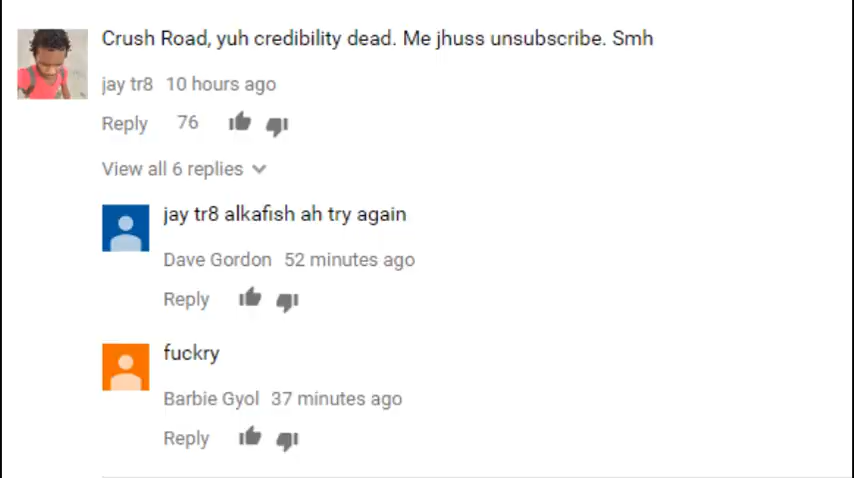 Crush Road, yuh credibility dead. Me jhuss unsubscribe. Smh
jay tr8 10 hours ago
Reply 76
View all 6 replies
jay tr8 alkafish ah try again
Dave Gordon 52 minutes ago
Reply
fuckry
Barbie Gyol 37 minutes ago
Reply